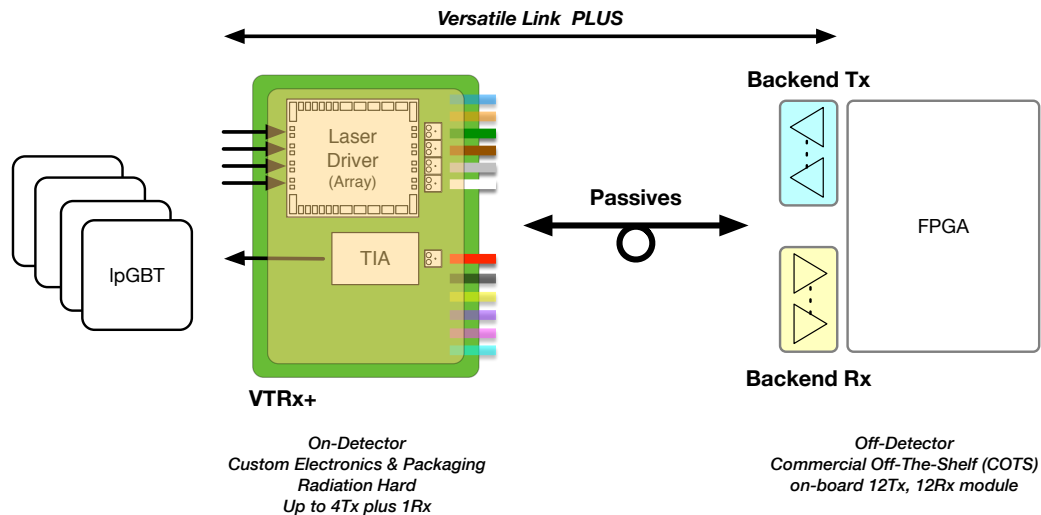 Versatile Link PLUS
Backend Tx
Laser
Driver
(Array)
Passives
FPGA
TIA
lpGBT
Backend Rx
VTRx+
On-Detector
Custom Electronics & Packaging
Radiation Hard
Up to 4Tx plus 1Rx
Off-Detector
Commercial Off-The-Shelf (COTS)
on-board 12Tx, 12Rx module